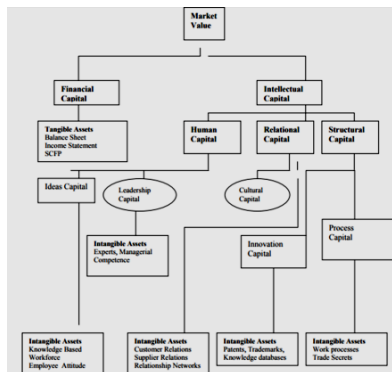 Market
Value
Financial
Capital
Intellectual
Capital
Tangible Assets
Balance Sheet
Income Statement
SCFP
Human
Capital
Relational
Capital
Structural
Capital
Ideas Capital
Leadership
Capital
Cultural
Capital
Process
Capital
Intangible Assets
Experts, Managerial
Competence
Innovation
Capital
Intangible Assets
Knowledge Based
Workforce
Employee Attitude
Intangible Assets
Customer Relations
Supplier Relations
Relationship Networks
Intangible Assets
Patents, Trademarks,
Knowledge databases
Intangible Assets
Work processes
Trade Secrets